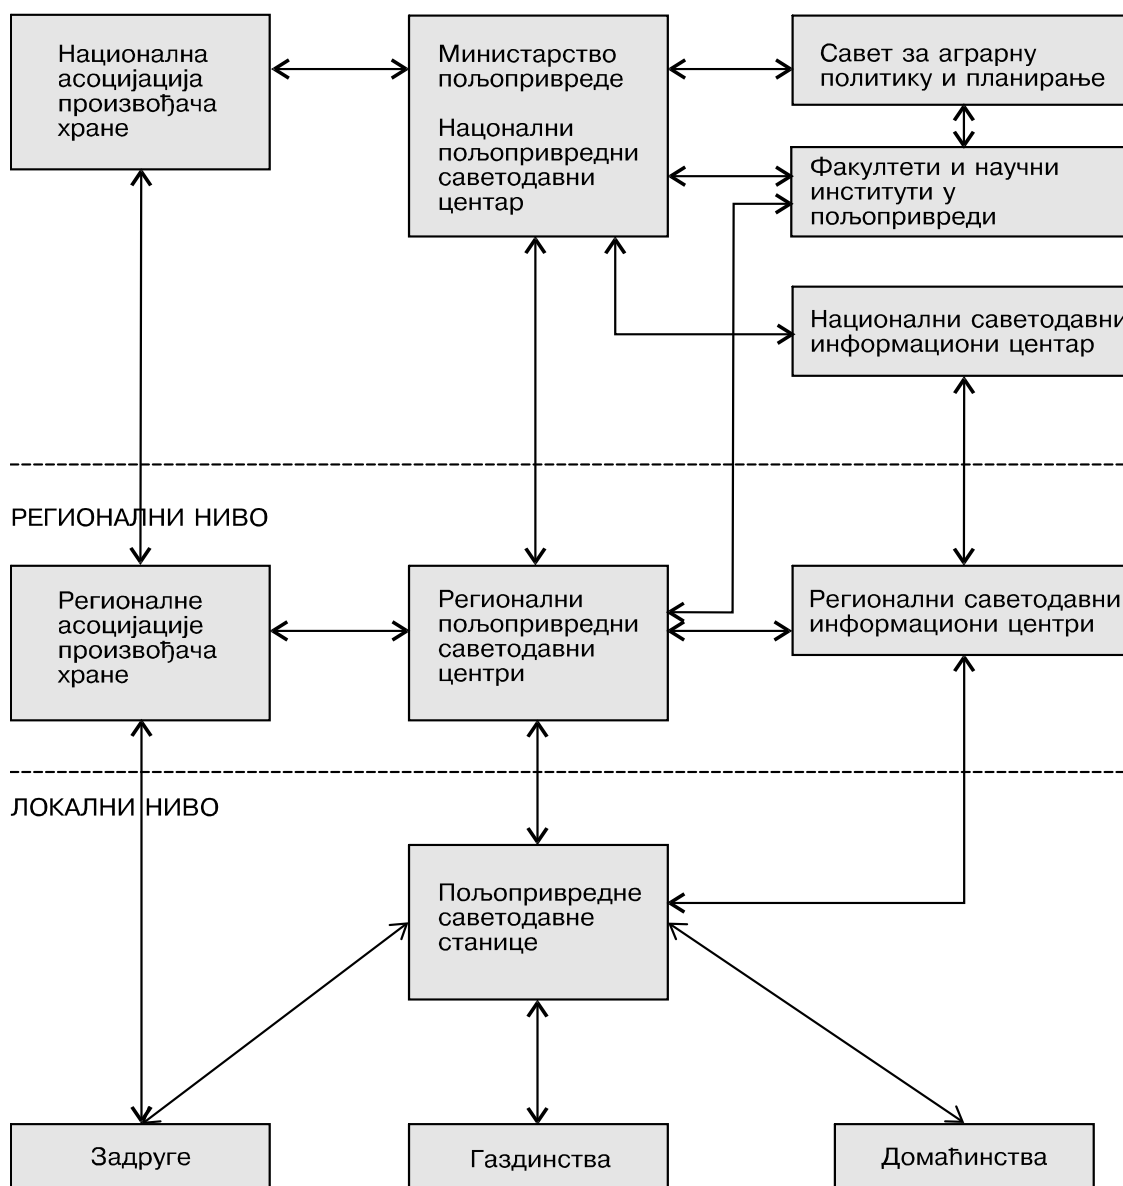 Национална
асоцијација
произвођача
хране
Министарство
пољопривреде
Нацонални
пољопривредни
саветодавни
центар
Савет за аграрну
политику и планирање
Факултети и научни
институти у
пољопривреди
Национални саветодавни
информациони центар
РЕГИОНАЛНИ НИВО
Регионалне
асоцијације
произвођача
хране
Регионални
пољопривредни
саветодавни
центри
Регионални саветодавни
информациони центри
ЛОКАЛНИ НИВО
Пољопривредне
саветодавне
станице
Задруге
Газдинства
Домаћинства